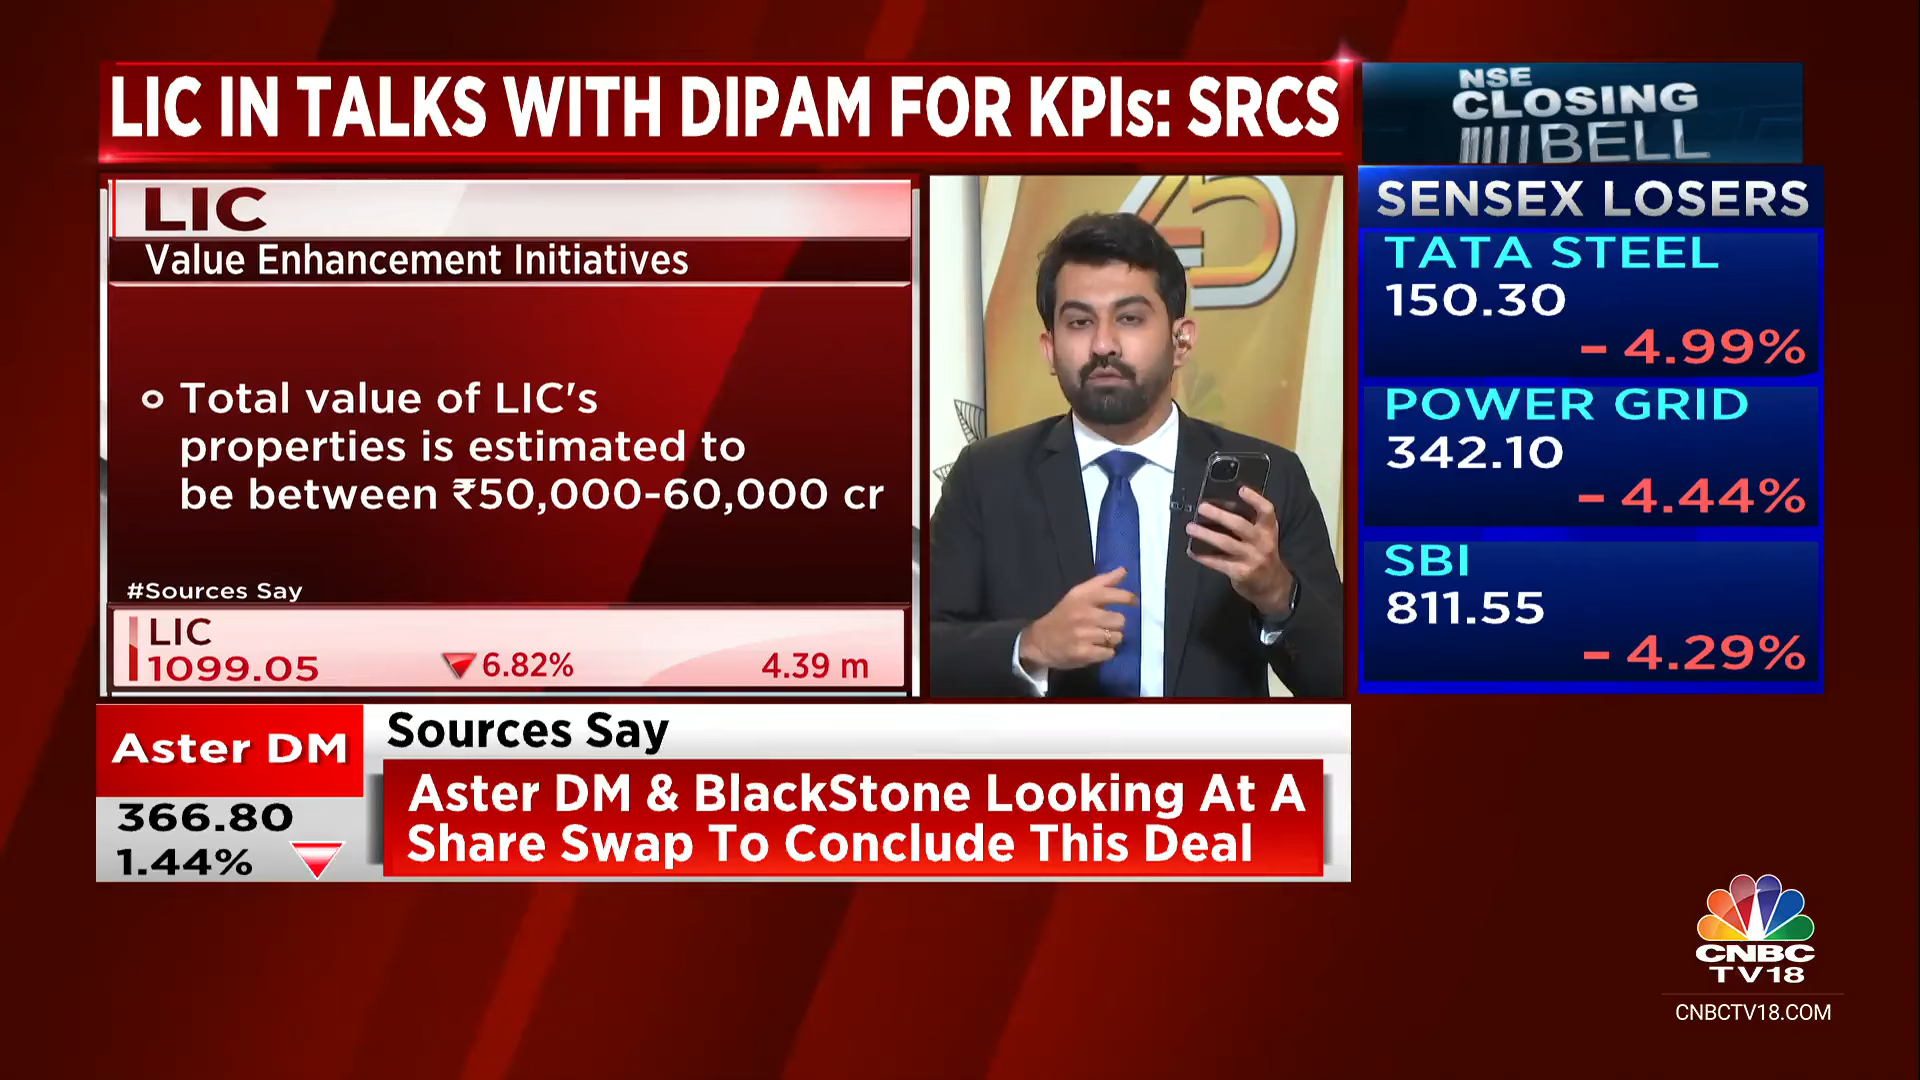 LIC IN TALKS WITH DIPAM FOR KPIs: SRCS
NSE
CLOSING
BELL
LIC
Value Enhancement Initiatives
Total value of LIC's
properties is estimated to
be between ₹50,000-60,000 cr
#Sources Say
LIC
1099.05 6.82% 4.39 m
SENSEX LOSERS
TATA STEEL
150.30
- 4.99%
POWER GRID
342.10
- 4.44%
SBI
811.55
- 4.29%
Aster DM
366.80
1.44%
Sources Say
Aster DM & BlackStone Looking At A
Share Swap To Conclude This Deal
CNBC
TV18
CNBCTV18.COM